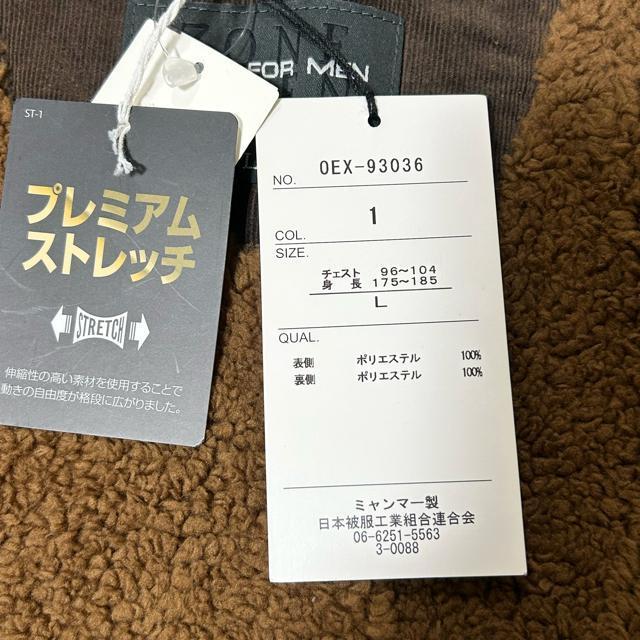 ZONE
FOR MEN
ST-1
プレミアム
ストレッチ
STRETCH
伸縮性の高い素材を使用することで
動きの自由度が格段に広がりました。
NO. OEX-93036
COL. 1
SIZE.
チェスト 96~104
身長 175~185
L
QUAL.
表側 ポリエステル 100%
裏側 ポリエステル 100%
ミャンマー製
日本被服工業組合連合会
06-6251-5563
3-0088